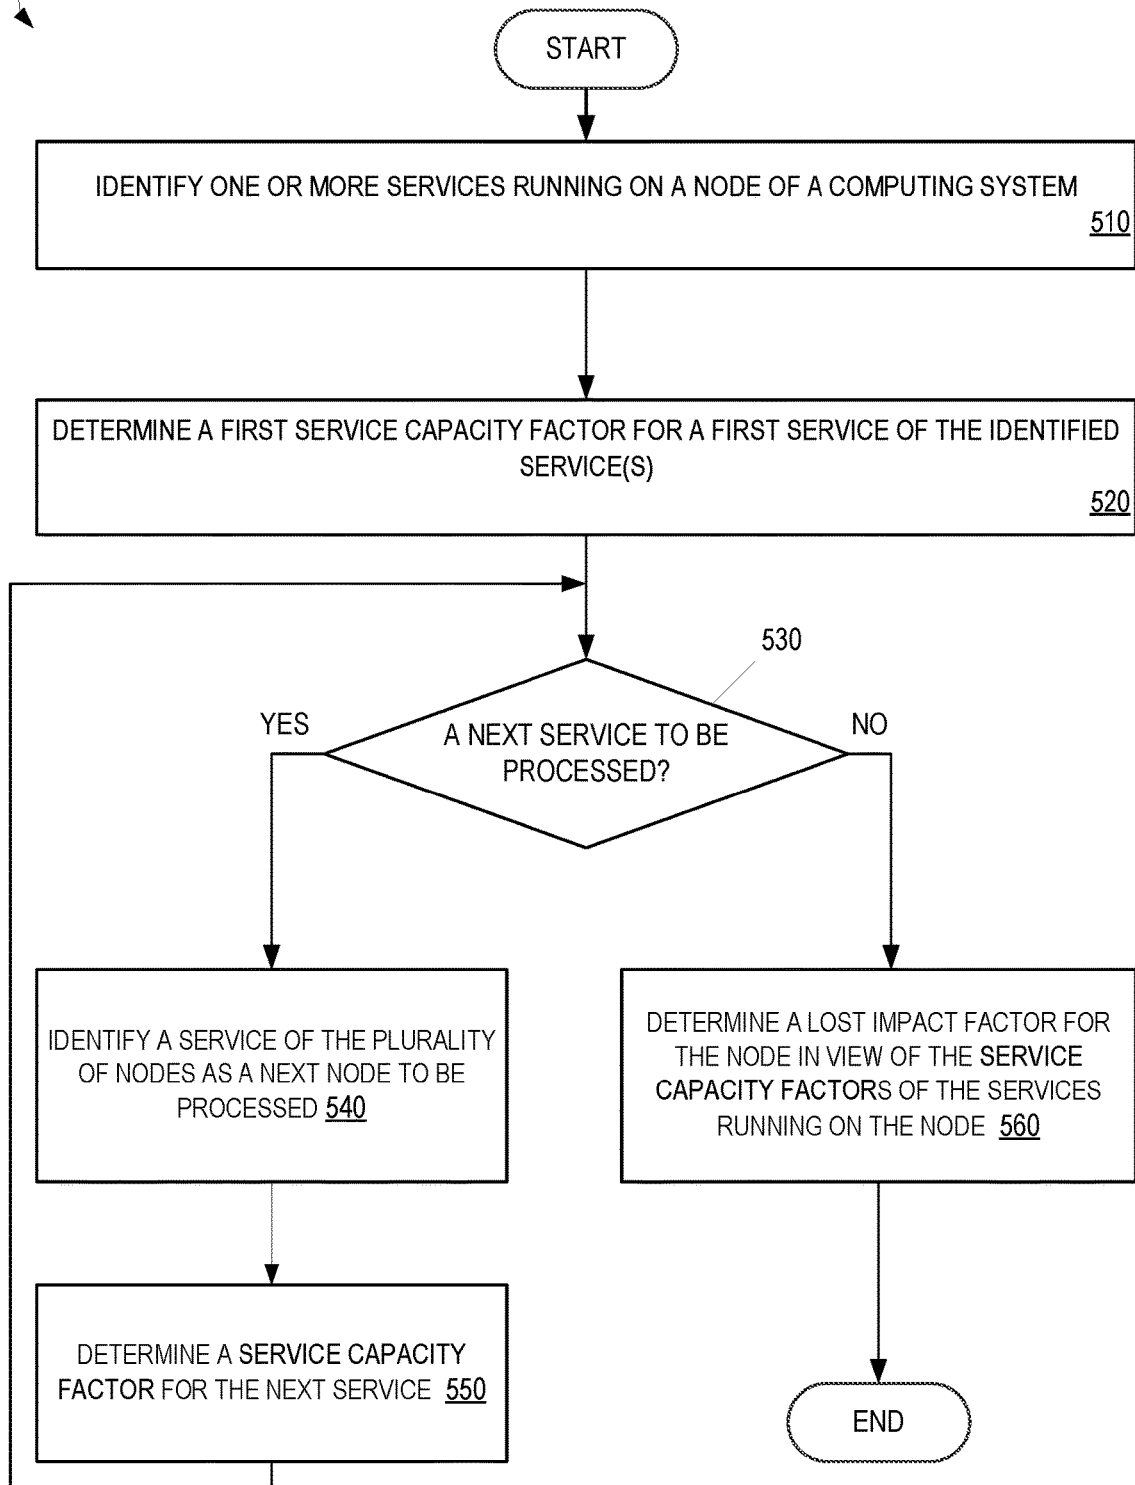 START
IDENTIFY ONE OR MORE SERVICES RUNNING ON A NODE OF A COMPUTING SYSTEM
510
DETERMINE A FIRST SERVICE CAPACITY FACTOR FOR A FIRST SERVICE OF THE IDENTIFIED
SERVICE(S)
520
530
YES
NO
A NEXT SERVICE TO BE
PROCESSED?
IDENTIFY A SERVICE OF THE PLURALITY
OF NODES AS A NEXT NODE TO BE
PROCESSED 540
DETERMINE A LOST IMPACT FACTOR FOR
THE NODE IN VIEW OF THE SERVICE
CAPACITY FACTORS OF THE SERVICES
RUNNING ON THE NODE 560
DETERMINE A SERVICE CAPACITY
FACTOR FOR THE NEXT SERVICE 550
END